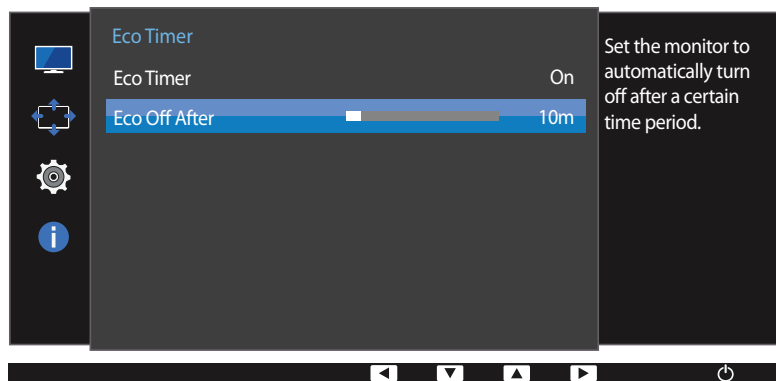 Eco Timer
Eco Timer On
Eco Off After 10m
Set the monitor to
automatically turn
off after a certain
time period.